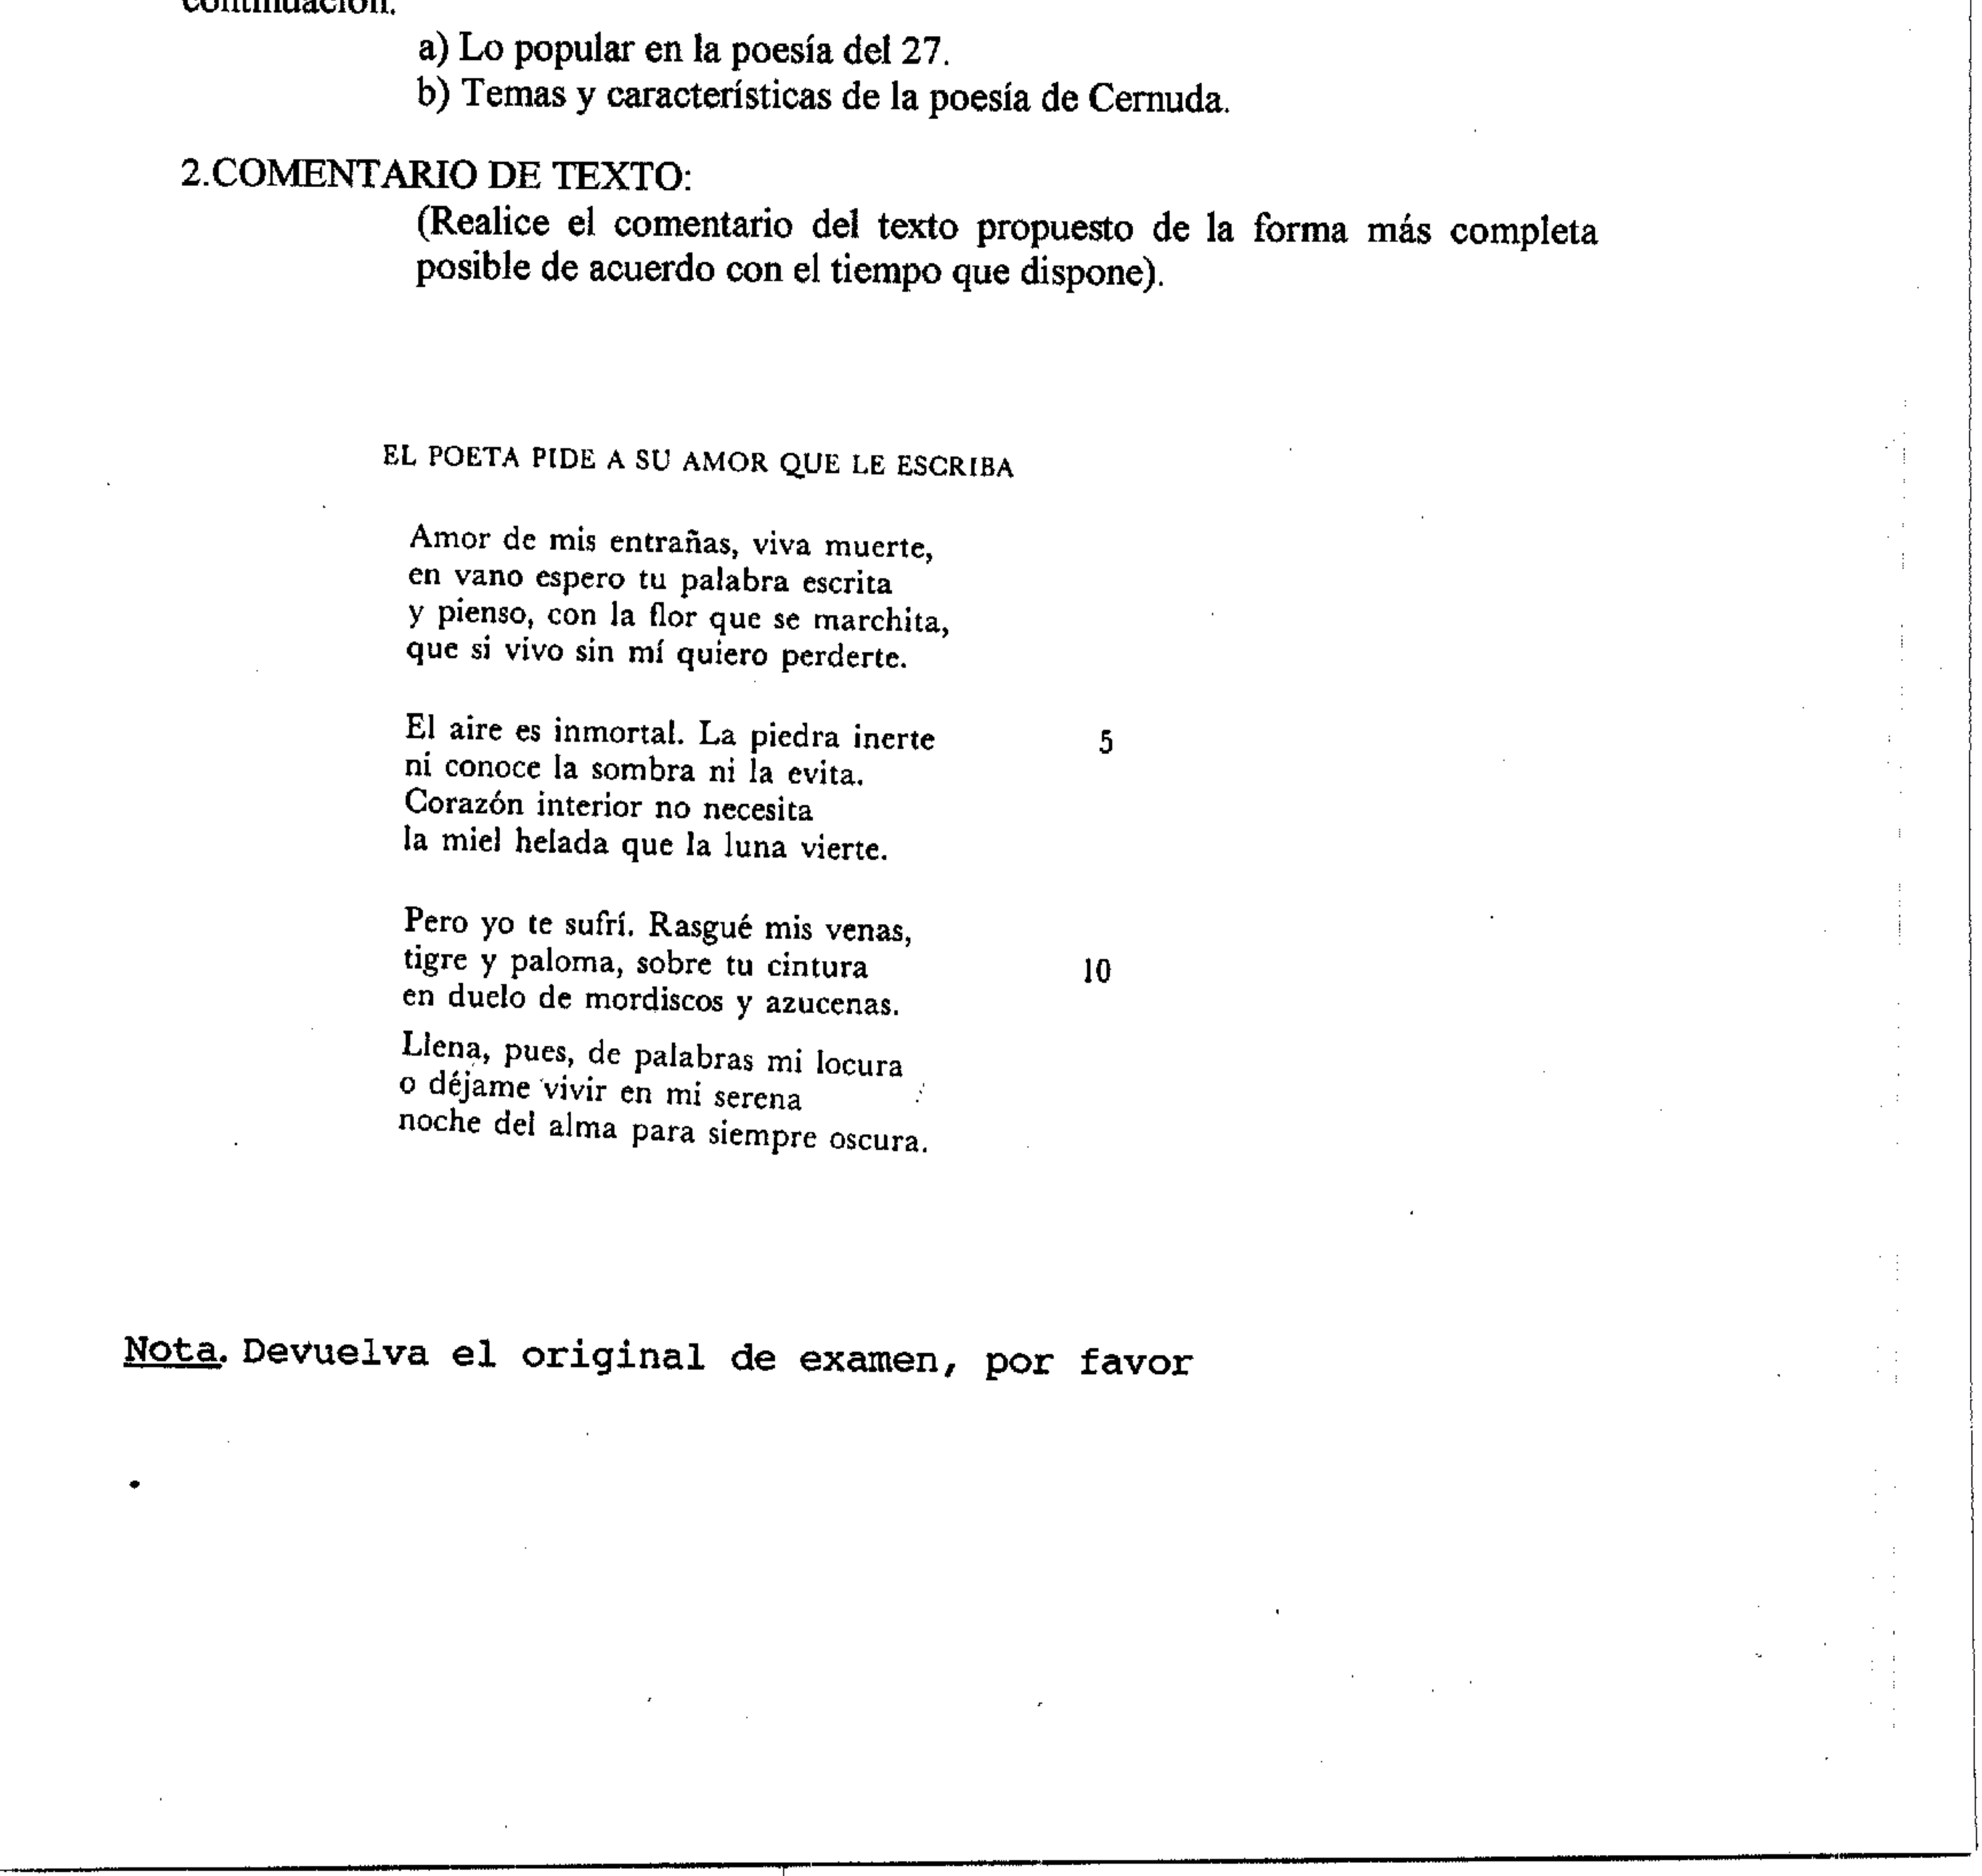 continuación.
a) Lo popular en la poesía del 27.
b) Temas y características de la poesía de Cernuda.
2.COMENTARIO DE TEXTO:
(Realice el comentario del texto propuesto de la forma más completa
posible de acuerdo con el tiempo que dispone).
EL POETA PIDE A SU AMOR QUE LE ESCRIBA
Amor de mis entrañas, viva muerte,
en vano espero tu palabra escrita
y pienso, con la flor que se marchita,
que si vivo sin mí quiero perderte.
El aire es inmortal. La piedra inerte 5
ni conoce la sombra ni la evita.
Corazón interior no necesita
la miel helada que la luna vierte.
Pero yo te sufrí. Rasgué mis venas,
tigre y paloma, sobre tu cintura 10
en duelo de mordiscos y azucenas.
Llena, pues, de palabras mi locura
o déjame vivir en mi serena
noche del alma para siempre oscura.
Nota. Devuelva el original de examen, por favor